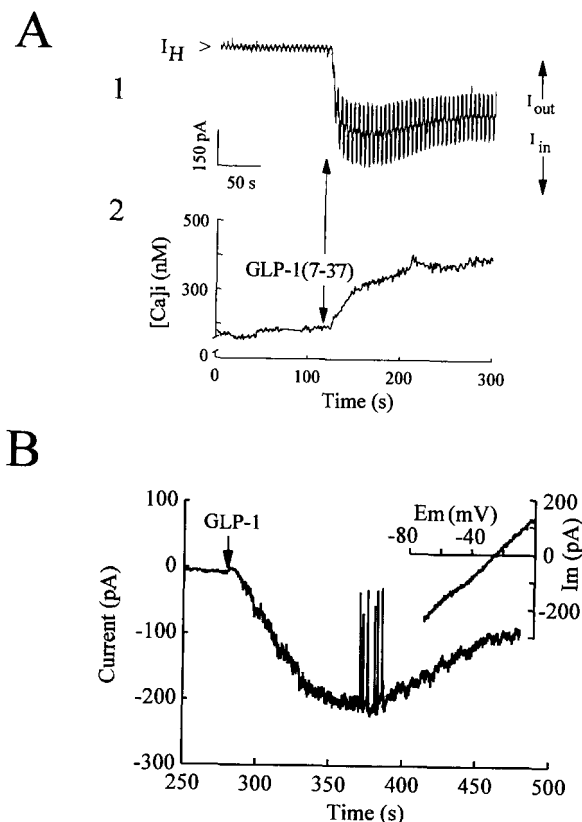 A
I_H >
1
150 pA
50 s
I_out
I_in
2
[Ca]i (nM)
500
300
0
GLP-1(7-37)
0 100 200 300
Time (s)
B
Current (pA)
100
0
-100
-200
-300
GLP-1
Em (mV)
-80 -40
200
0
-200
Im (pA)
250 300 350 400 450 500
Time (s)